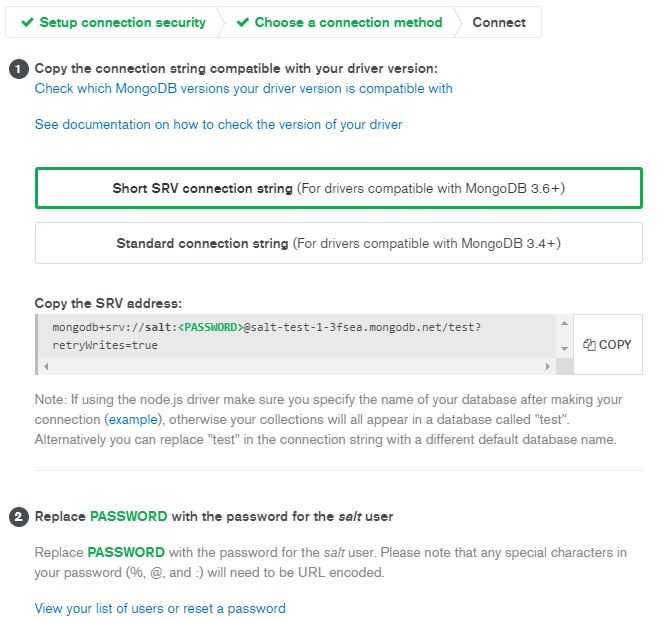 Setup connection security
Choose a connection method
Connect
1 Copy the connection string compatible with your driver version:
Check which MongoDB versions your driver version is compatible with
See documentation on how to check the version of your driver
Short SRV connection string (For drivers compatible with MongoDB 3.6+)
Standard connection string (For drivers compatible with MongoDB 3.4+)
Copy the SRV address:
mongodb+srv://salt:<PASSWORD>@salt-test-1-3fsea.mongodb.net/test?
retryWrites=true
COPY
Note: If using the node.js driver make sure you specify the name of your database after making your
connection (example), otherwise your collections will all appear in a database called "test".
Alternatively you can replace "test" in the connection string with a different default database name.
2 Replace PASSWORD with the password for the salt user
Replace PASSWORD with the password for the salt user. Please note that any special characters in
your password (%, @, and :) will need to be URL encoded.
View your list of users or reset a password